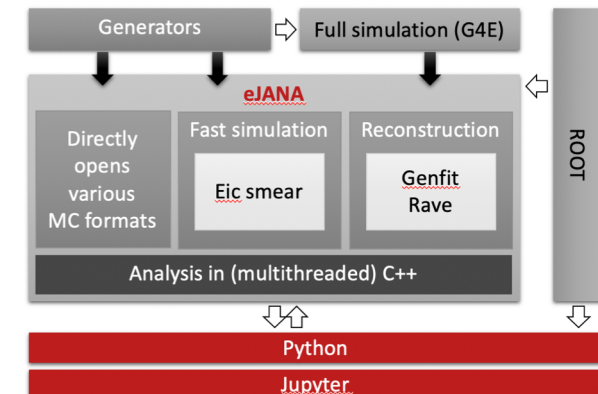 Generators
Full simulation (G4E)
eJANA
Directly
opens
various
MC formats
Fast simulation
Eic smear
Reconstruction
Genfit
Rave
ROOT
Analysis in (multithreaded) C++
Python
Jupyter